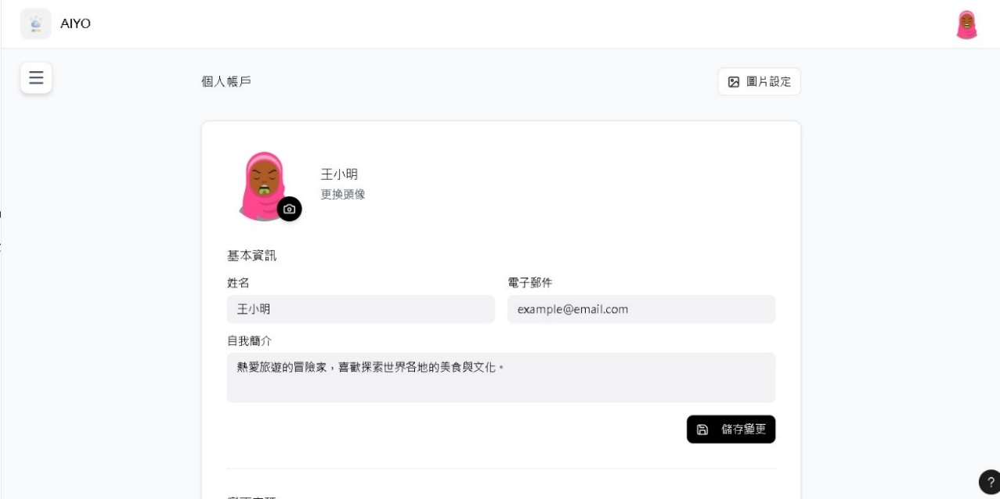 AIYO
個人帳戶
圖片設定
王小明
更換頭像
基本資訊
姓名
電子郵件
王小明
example@email.com
自我簡介
熱愛旅遊的冒險家，喜歡探索世界各地的美食與文化。
儲存變更
?